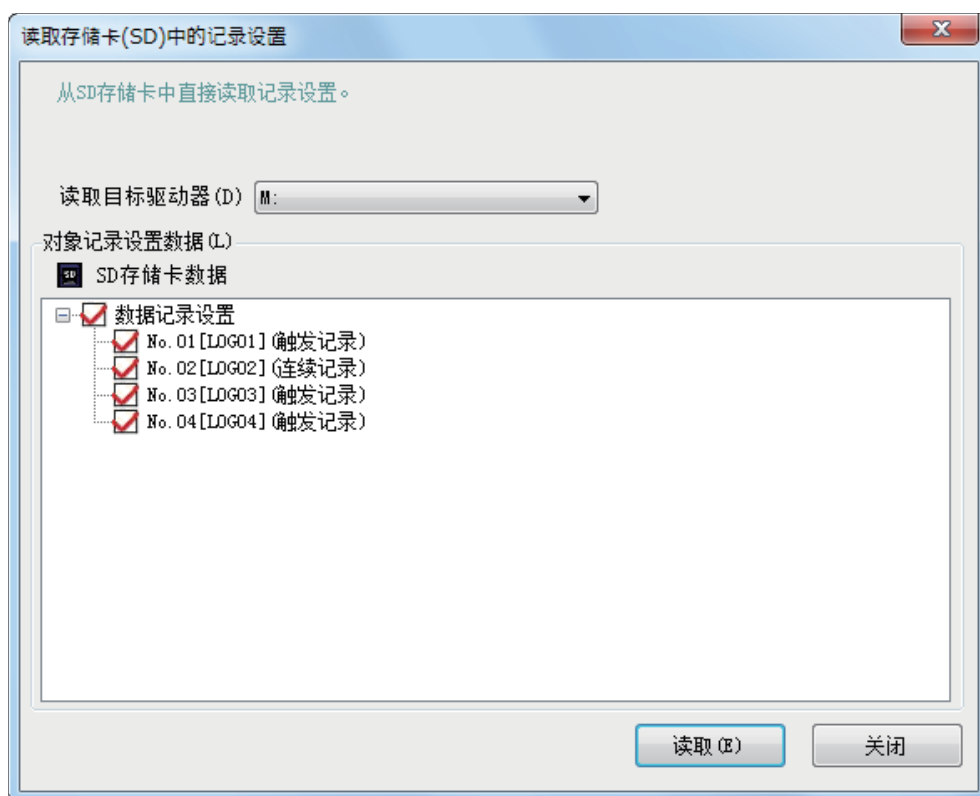 读取存储卡(SD)中的记录设置
从SD存储卡中直接读取记录设置。
读取目标驱动器(D) M:
对象记录设置数据(L)
SD SD存储卡数据
数据记录设置
No.01[LOG01](触发记录)
No.02[LOG02](连续记录)
No.03[LOG03](触发记录)
No.04[LOG04](触发记录)
读取(E) 关闭